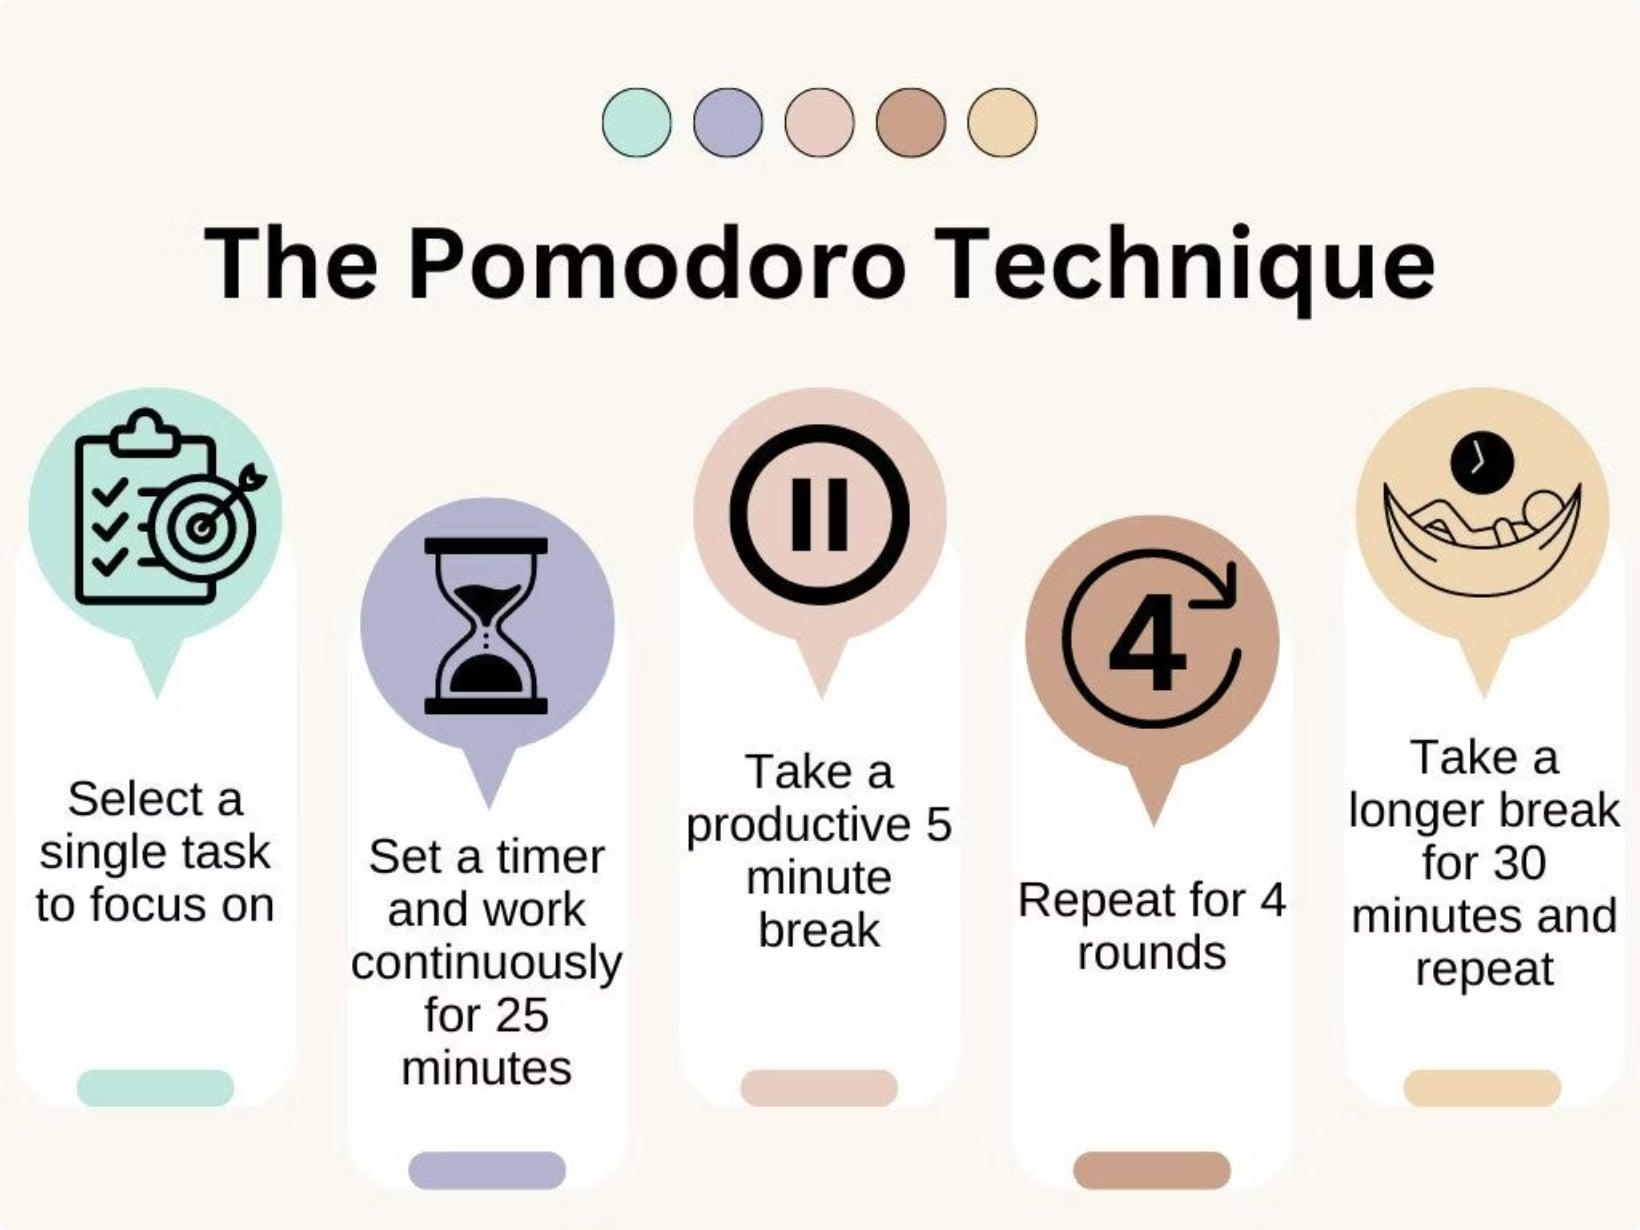 The Pomodoro Technique
Select a
single task
to focus on
Set a timer
and work
continuously
for 25
minutes
Take a
productive 5
minute
break
4
Repeat for 4
rounds
Take a
longer break
for 30
minutes and
repeat